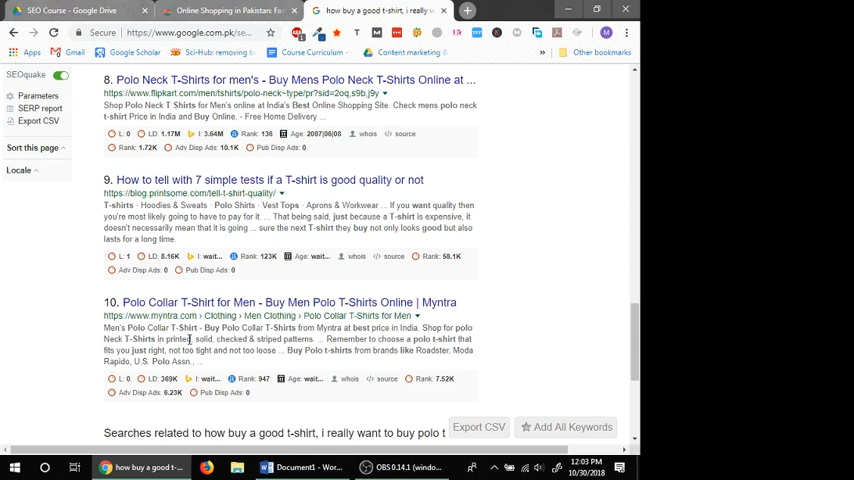 SEO Course - Google Drive
Online Shopping in Pakistan: Fas
how buy a good t-shirt, i really w
Secure
https://www.google.com.pk/se...
Apps
Gmail
Google Scholar
Sci-Hub: removing b
Course Curriculum
Content marketing &
SEOquake
Parameters
SERP report
Export CSV
Sort this page
Locale
8. Polo Neck T-Shirts for men's - Buy Mens Polo Neck T-Shirts Online at ...
https://www.flipkart.com/men/tshirts/polo-neck~type/pr?sid=2oq,s9b,j9y
Shop Polo Neck T Shirts for Men's online at India's Best Online Shopping Site. Check mens polo neck
t-shirt Price in India and Buy Online. - Free Home Delivery ...
L: 0 LD: 1.17M I: 3.64M Rank: 136 Age: 2007|06|08 whois source
Rank: 1.72K Adv Disp Ads: 10.1K Pub Disp Ads: 0
9. How to tell with 7 simple tests if a T-shirt is good quality or not
https://blog.printsome.com/tell-t-shirt-quality/
T-shirts · Hoodies & Sweats · Polo Shirts · Vest Tops · Aprons & Workwear ... If you want quality then
you're most likely going to have to pay for it. ... That being said, just because a T-shirt is expensive, it
doesn't necessarily mean that it is going ... sure the next T-shirt they buy not only looks good but also
lasts for a long time.
L: 1 LD: 8.16K I: wait... Rank: 123K Age: wait... whois source Rank: 58.1K
Adv Disp Ads: 0 Pub Disp Ads: 0
10. Polo Collar T-Shirt for Men - Buy Men Polo T-Shirts Online | Myntra
https://www.myntra.com › Clothing › Men Clothing › Polo Collar T-Shirts for Men
Men's Polo Collar T-Shirt - Buy Polo Collar T-Shirts from Myntra at best price in India. Shop for polo
Neck T-Shirts in printed, solid, checked & striped patterns. ... Remember to choose a polo t-shirt that
fits you just right, not too tight and not too loose ... Buy Polo t-shirts from brands like Roadster, Moda
Rapido, U.S. Polo Assn., ...
L: 0 LD: 369K I: wait... Rank: 947 Age: wait... whois source Rank: 7.52K
Adv Disp Ads: 6.23K Pub Disp Ads: 0
Searches related to how buy a good t-shirt, i really want to buy polo t
Export CSV
Add All Keywords
how buy a good t-...
Document1 - Wor...
OBS 0.14.1 (windo...
12:03 PM
10/30/2018